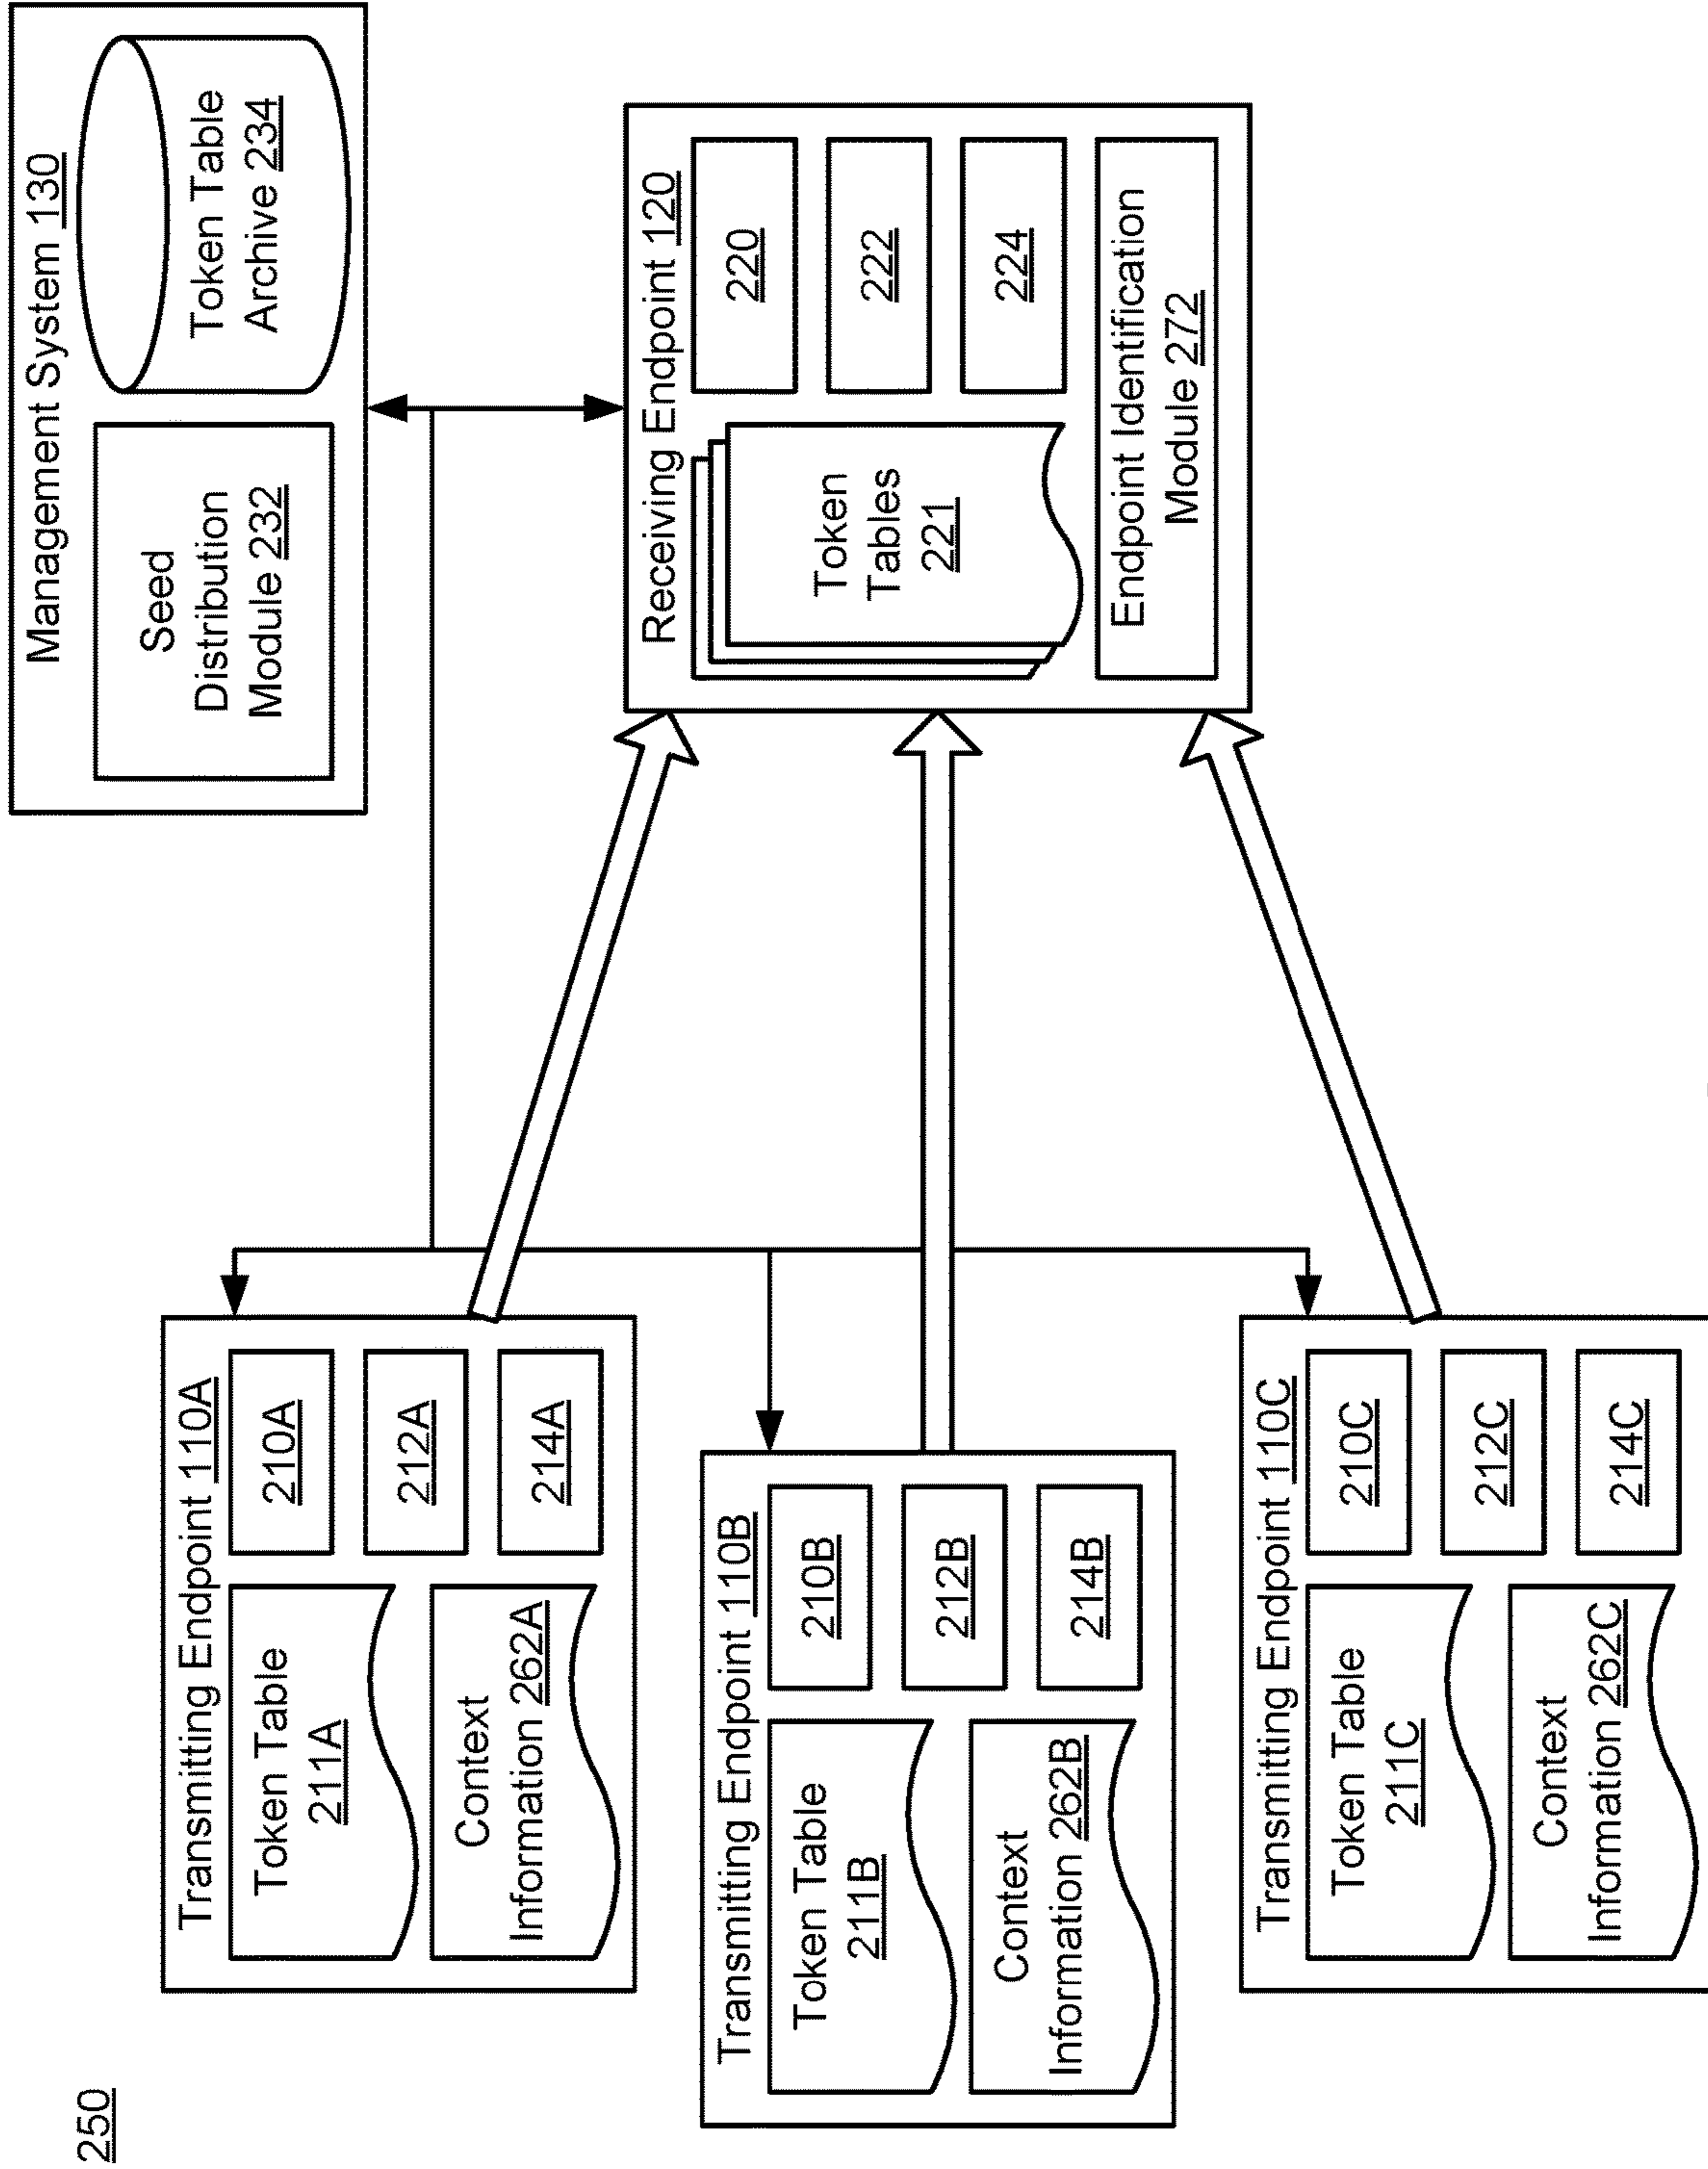 250
Transmitting Endpoint 110A
Token Table
211A
Context
Information 262A
210A
212A
214A
Transmitting Endpoint 110B
Token Table
211B
Context
Information 262B
210B
212B
214B
Transmitting Endpoint 110C
Token Table
211C
Context
Information 262C
210C
212C
214C
Management System 130
Seed
Distribution
Module 232
Token Table
Archive 234
Receiving Endpoint 120
Token
Tables
221
220
222
224
Endpoint Identification
Module 272